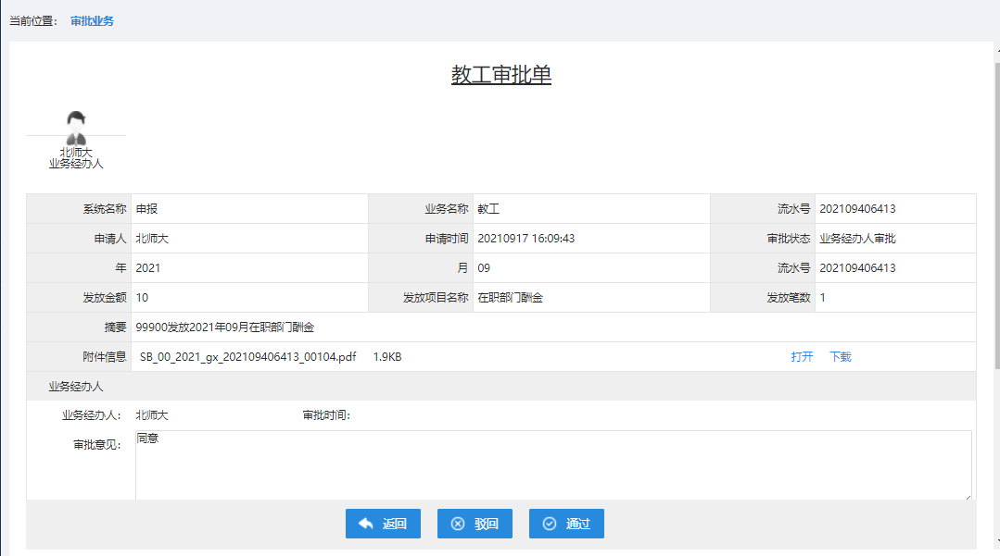 当前位置： 审批业务
教工审批单
北师大
业务经办人
系统名称 申报 业务名称 教工 流水号 202109406413
申请人 北师大 申请时间 20210917 16:09:43 审批状态 业务经办人审批
年 2021 月 09 流水号 202109406413
发放金额 10 发放项目名称 在职部门酬金 发放笔数 1
摘要 99900发放2021年09月在职部门酬金
附件信息 SB_00_2021_gx_202109406413_00104.pdf 1.9KB 打开 下载
业务经办人
业务经办人： 北师大 审批时间：
审批意见： 同意
返回 驳回 通过